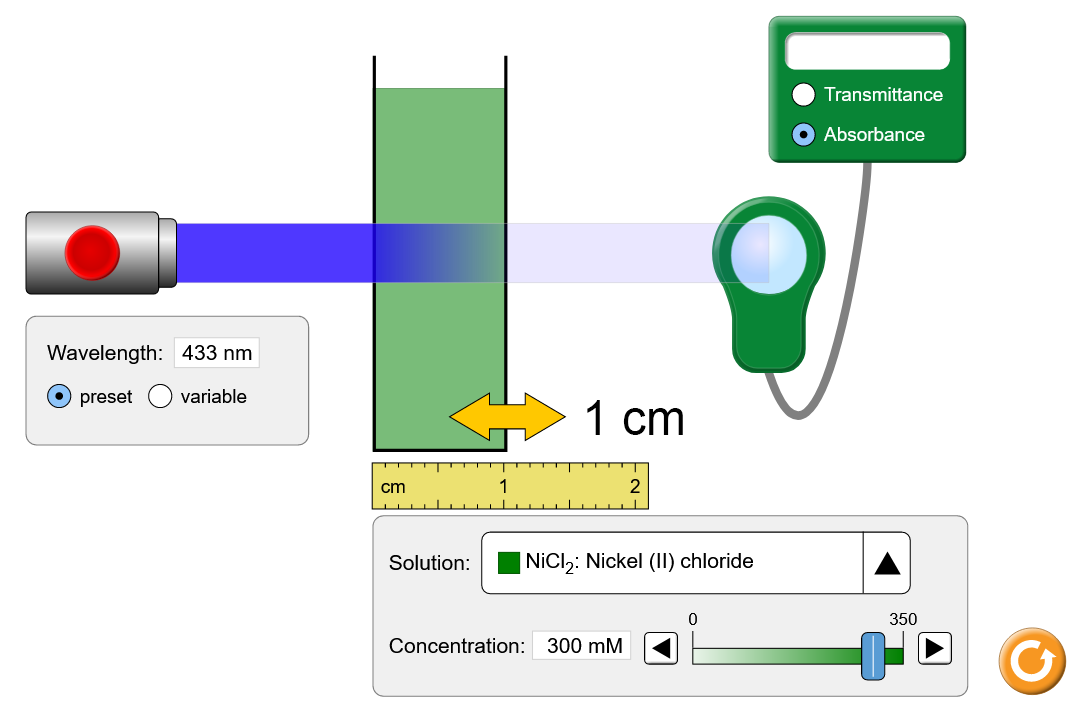 Transmittance
Absorbance
Wavelength: 433 nm
preset variable
1 cm
cm 1 2
Solution: NiCl₂: Nickel (II) chloride
0 350
Concentration: 300 mM